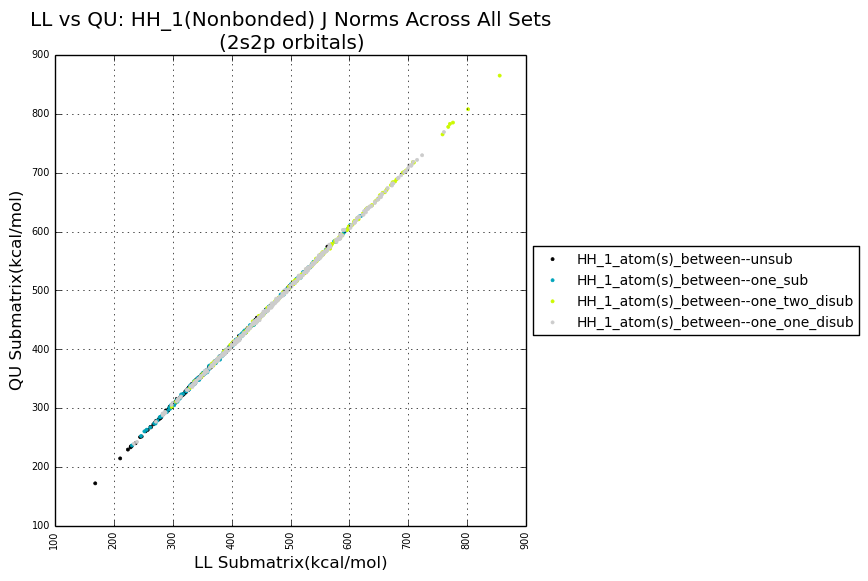 LL vs QU: HH_1(Nonbonded) J Norms Across All Sets
(2s2p orbitals)
900
800
700
600
500
400
300
200
100
QU Submatrix(kcal/mol)
100
200
300
400
500
600
700
800
900
LL Submatrix(kcal/mol)
HH_1_atom(s)_between--unsub
HH_1_atom(s)_between--one_sub
HH_1_atom(s)_between--one_two_disub
HH_1_atom(s)_between--one_one_disub